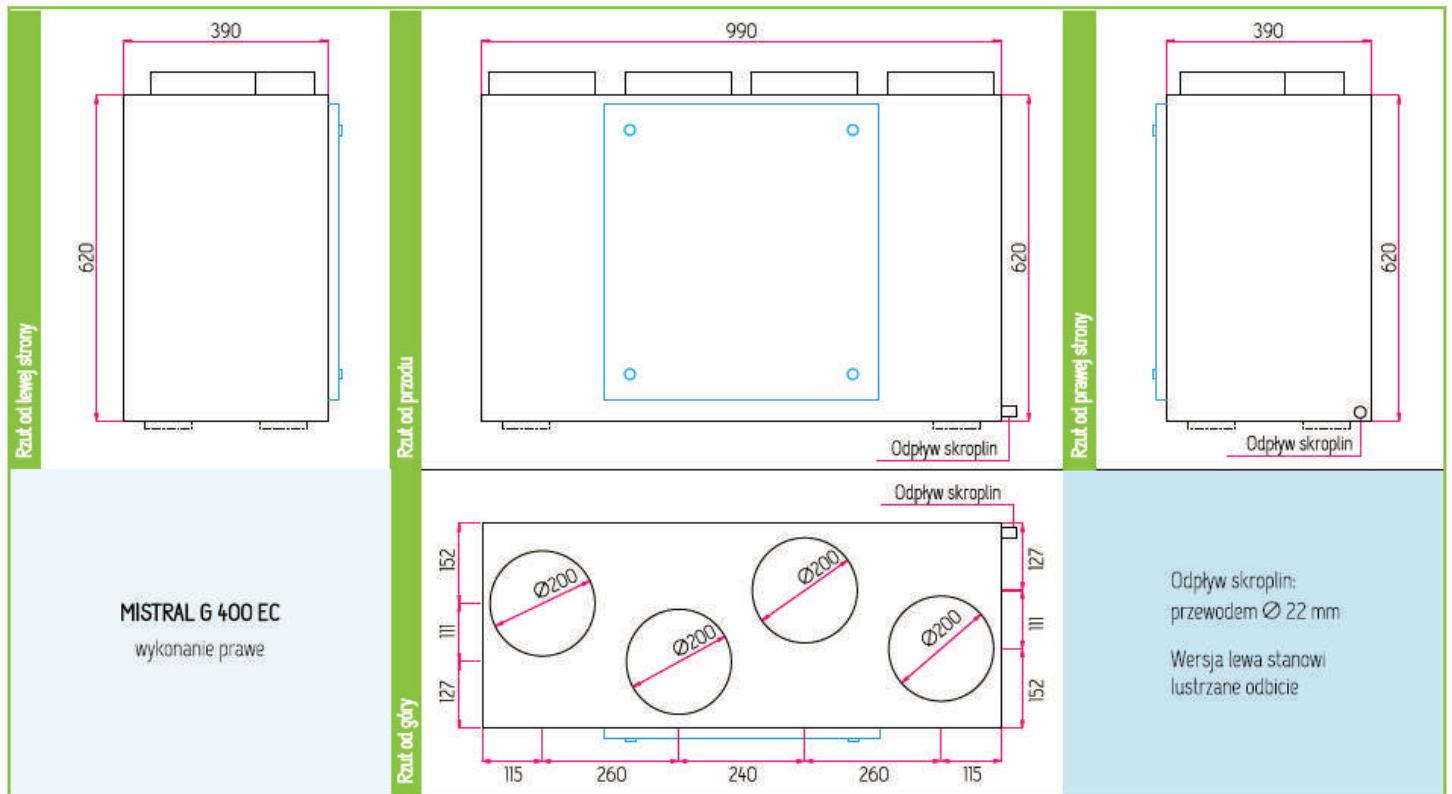 390
990
390
620
620
620
Rzut od lewej strony
Rzut od przodu
Rzut od prawej strony
Odpływ skroplin
Odpływ skroplin
MISTRAL G 400 EC
wykonanie prawe
Rzut od góry
Odpływ skroplin
152
111
127
Ø200
Ø200
Ø200
Ø200
127
111
152
115
260
240
260
115
Odpływ skroplin:
przewodem Ø 22 mm
Wersja lewa stanowi
lustrzane odbicie